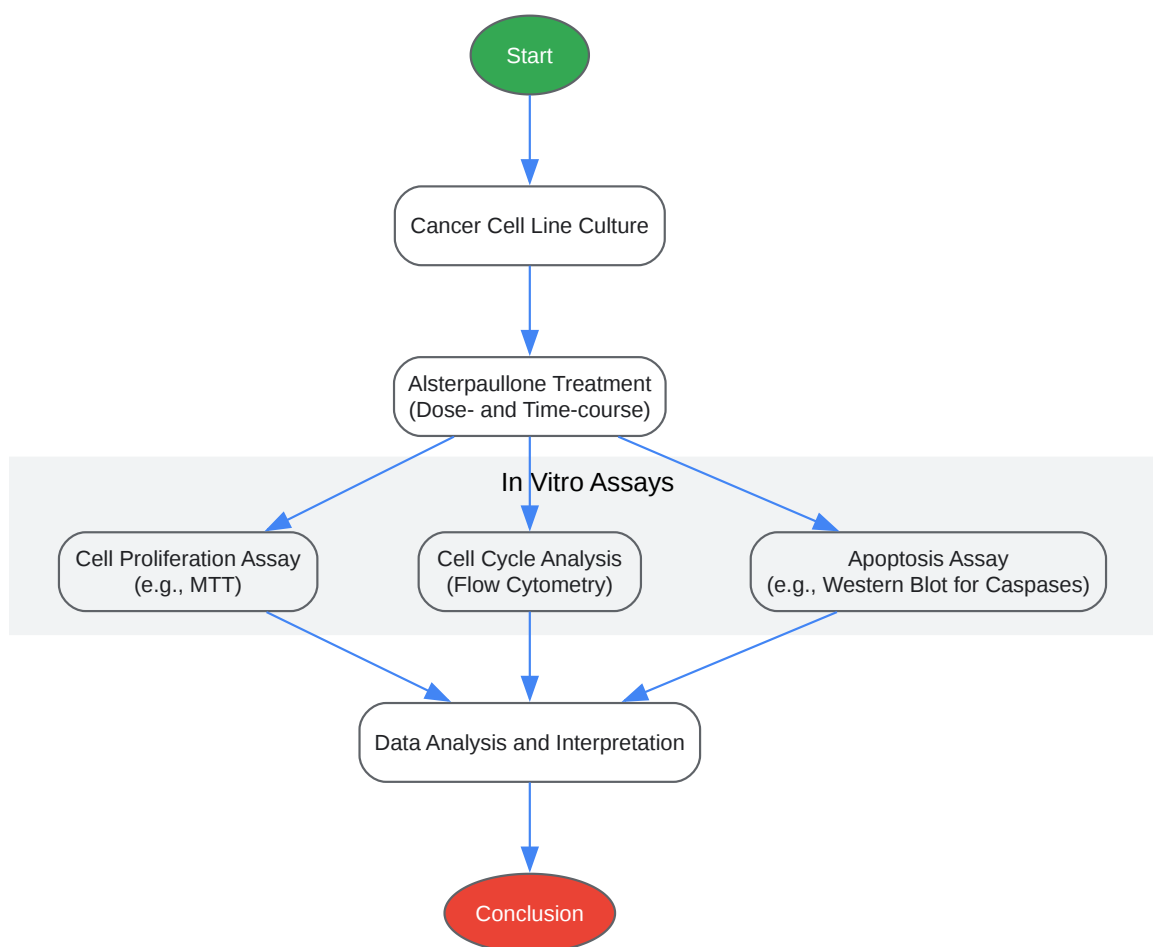 Start
Cancer Cell Line Culture
Alsterpaullone Treatment
(Dose- and Time-course)
In Vitro Assays
Cell Proliferation Assay
(e.g., MTT)
Cell Cycle Analysis
(Flow Cytometry)
Apoptosis Assay
(e.g., Western Blot for Caspases)
Data Analysis and Interpretation
Conclusion